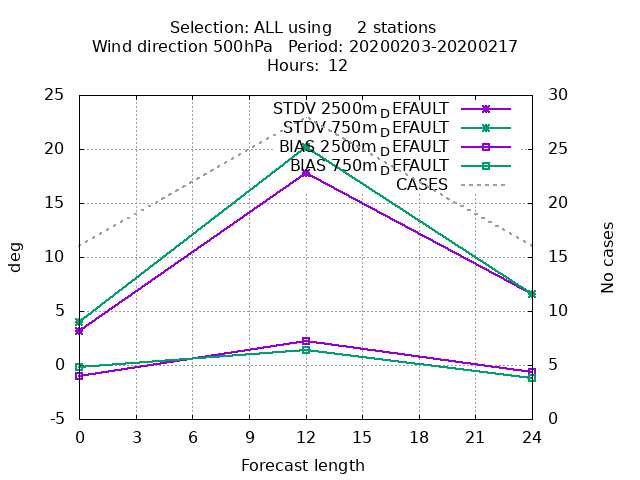 Selection: ALL using 2 stations
Wind direction 500hPa Period: 20200203-20200217
Hours: 12
25 30
STDV 2500m_DEFAULT
STDV 750m_DEFAULT
20 25
BIAS 2500m_DEFAULT
BIAS 750m_DEFAULT
CASES
15 20
10 15
deg
No cases
5 10
0 5
-5 0
0 3 6 9 12 15 18 21 24
Forecast length